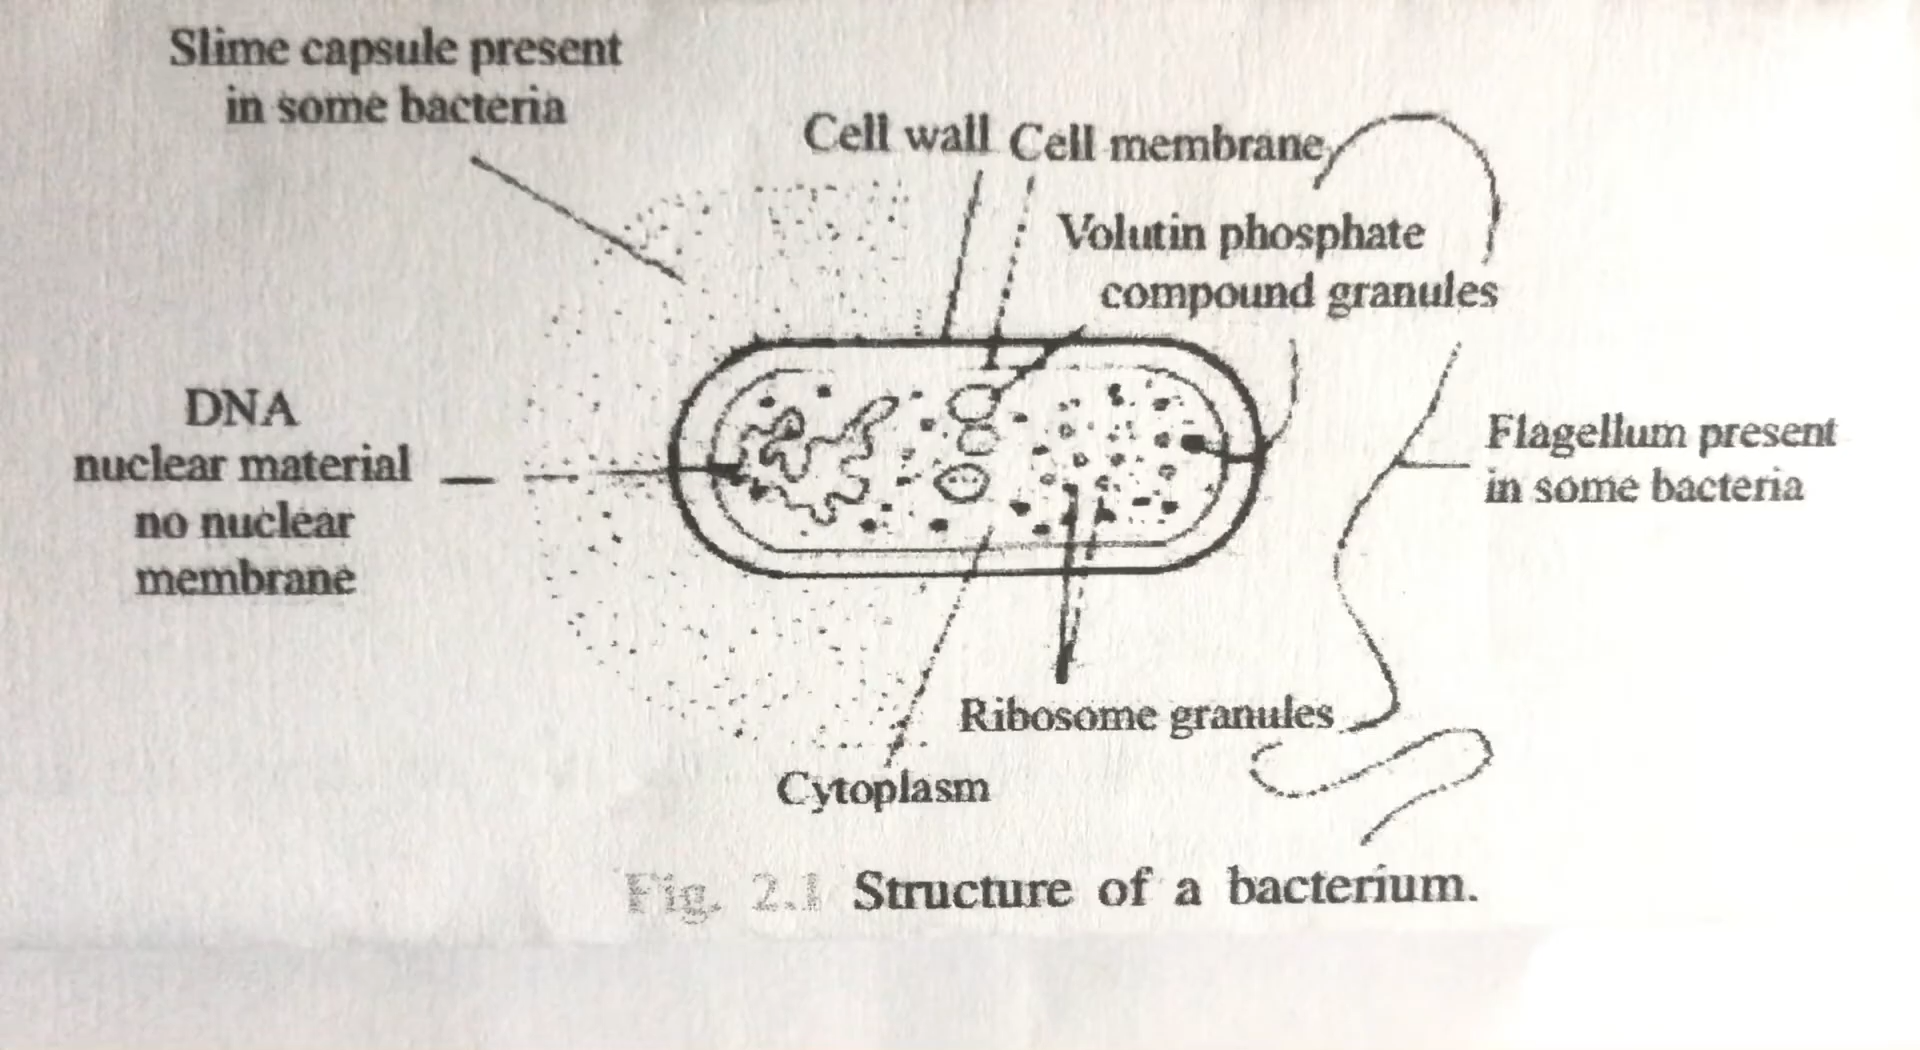 Slime capsule present
in some bacteria
Cell wall
Cell membrane
Volutin phosphate
compound granules
DNA
nuclear material
no nuclear
membrane
Flagellum present
in some bacteria
Ribosome granules
Cytoplasm
Fig. 2.1 Structure of a bacterium.